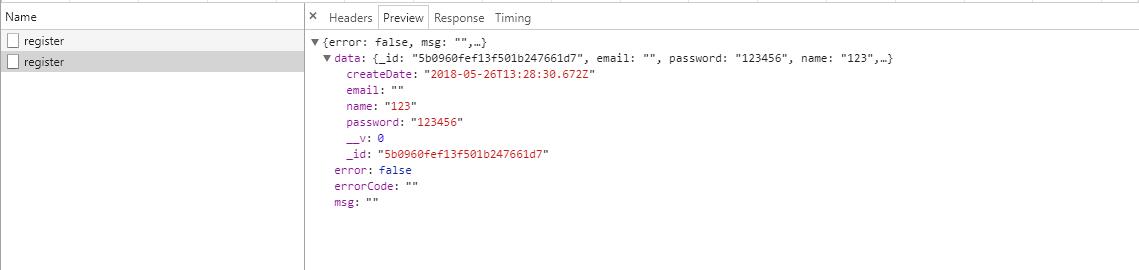 Name
register
register
× Headers Preview Response Timing
▼{error: false, msg: "",…}
▼data: {_id: "5b0960fef13f501b247661d7", email: "", password: "123456", name: "123",…}
createDate: "2018-05-26T13:28:30.672Z"
email: ""
name: "123"
password: "123456"
__v: 0
_id: "5b0960fef13f501b247661d7"
error: false
errorCode: ""
msg: ""